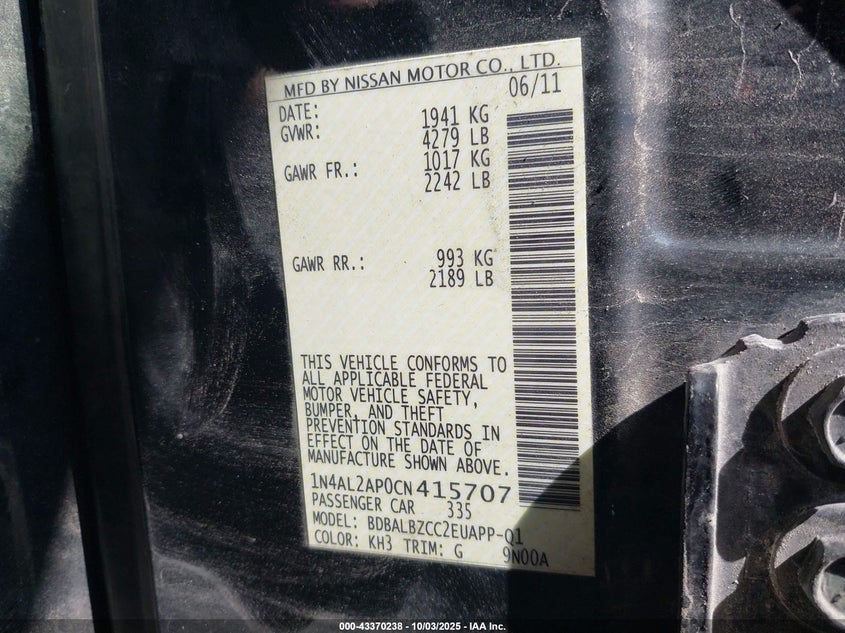 MFD BY NISSAN MOTOR CO., LTD.
DATE: 06/11
GVWR: 1941 KG
4279 LB
GAWR FR.: 1017 KG
2242 LB
GAWR RR.: 993 KG
2189 LB
THIS VEHICLE CONFORMS TO
ALL APPLICABLE FEDERAL
MOTOR VEHICLE SAFETY,
BUMPER, AND THEFT
PREVENTION STANDARDS IN
EFFECT ON THE DATE OF
MANUFACTURE SHOWN ABOVE.
1N4AL2AP0CN415707
PASSENGER CAR 335
MODEL: BDBALBZCC2EUAPP-Q1
COLOR: KH3 TRIM: G 9N00A
000-43370238 - 10/03/2025 - IAA Inc.